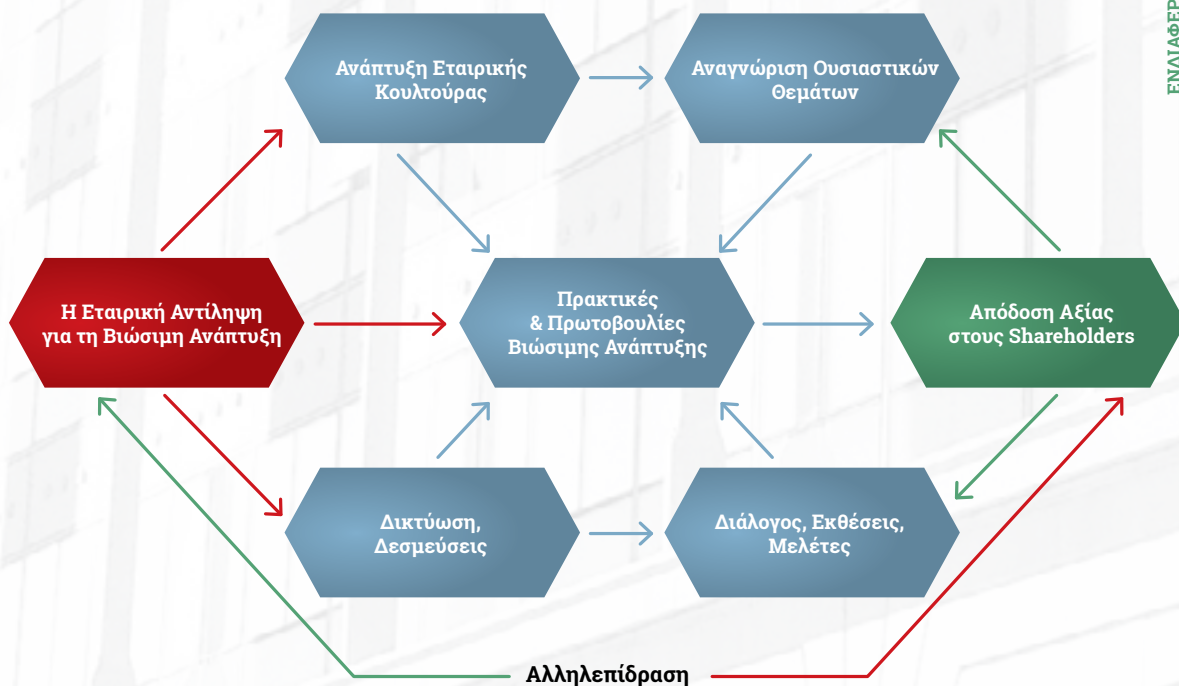 Ανάπτυξη Εταιρικής
Κουλτούρας
Αναγνώριση Ουσιαστικών
Θεμάτων
Η Εταιρική Αντίληψη
για τη Βιώσιμη Ανάπτυξη
Πρακτικές
& Πρωτοβουλίες
Βιώσιμης Ανάπτυξης
Απόδοση Αξίας
στους Shareholders
Δικτύωση,
Δεσμεύσεις
Διάλογος, Εκθέσεις,
Μελέτες
Αλληλεπίδραση